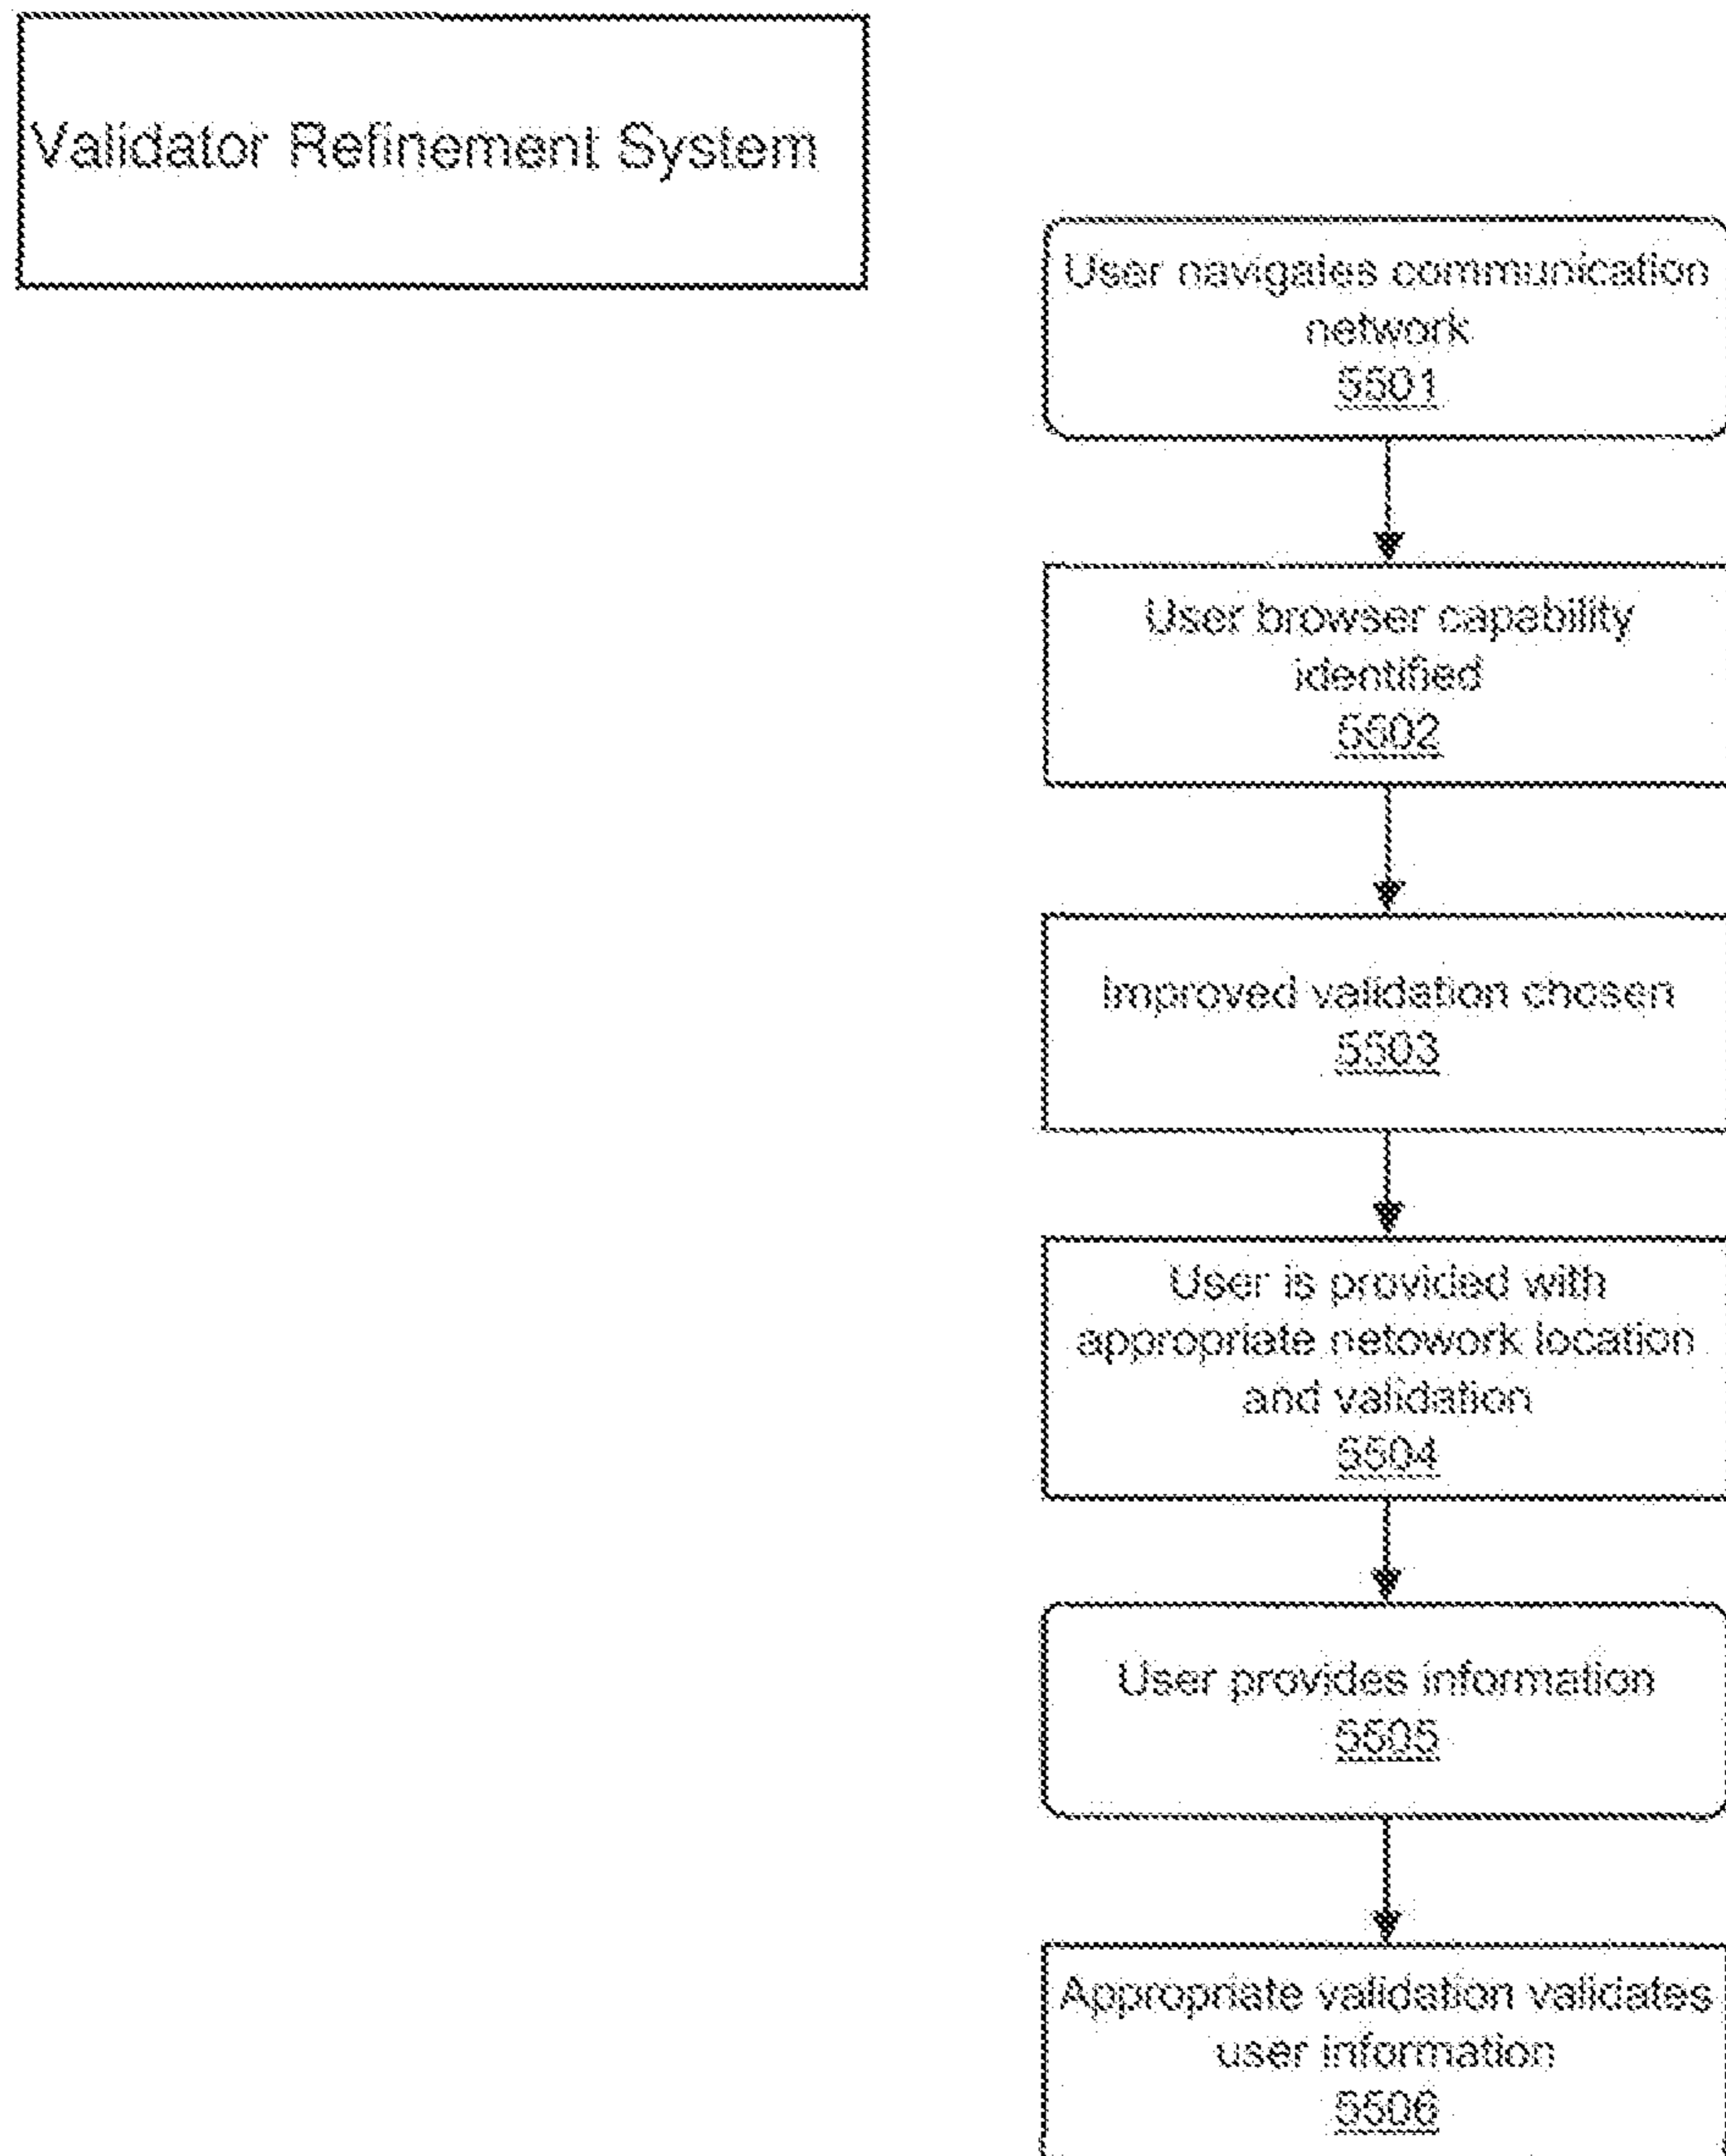 Validator Refinement System
User navigates communication
network
5501
User browser capability
identified
5502
Improved validation chosen
5503
User is provided with
appropriate netowork location
and validation
5504
User provides information
5505
Appropriate validation validates
user information
5506